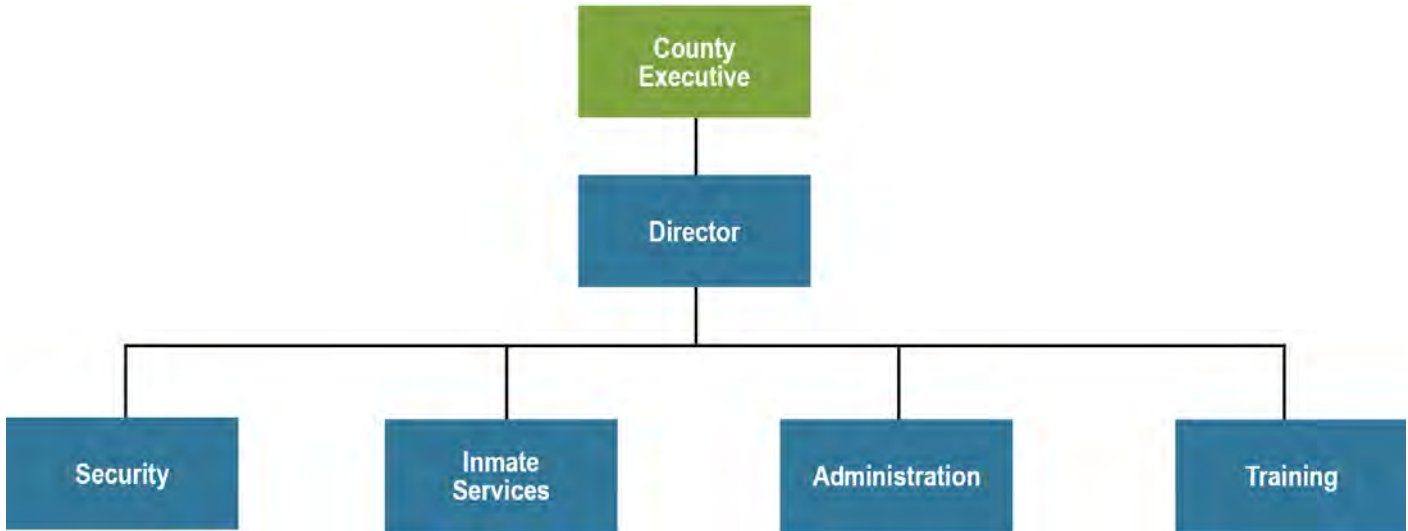 County
Executive
Director
Security
Inmate
Services
Administration
Training